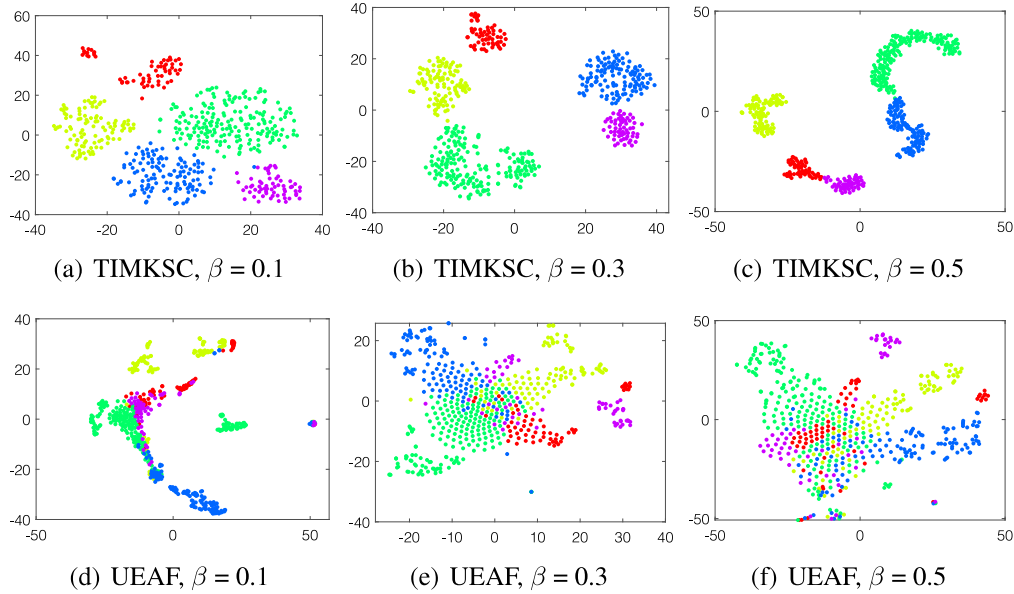 60
40
20
0
-20
-40
-40 -20 0 20 40
40
20
0
-20
-40
-40 -20 0 20 40
50
0
-50
-50 0 50
(a) TIMKSC, β = 0.1
(b) TIMKSC, β = 0.3
(c) TIMKSC, β = 0.5
40
20
0
-20
-40
-50 0 50
20
0
-20
-40
-20 -10 0 10 20 30 40
50
0
-50
-50 0 50
(d) UEAF, β = 0.1
(e) UEAF, β = 0.3
(f) UEAF, β = 0.5